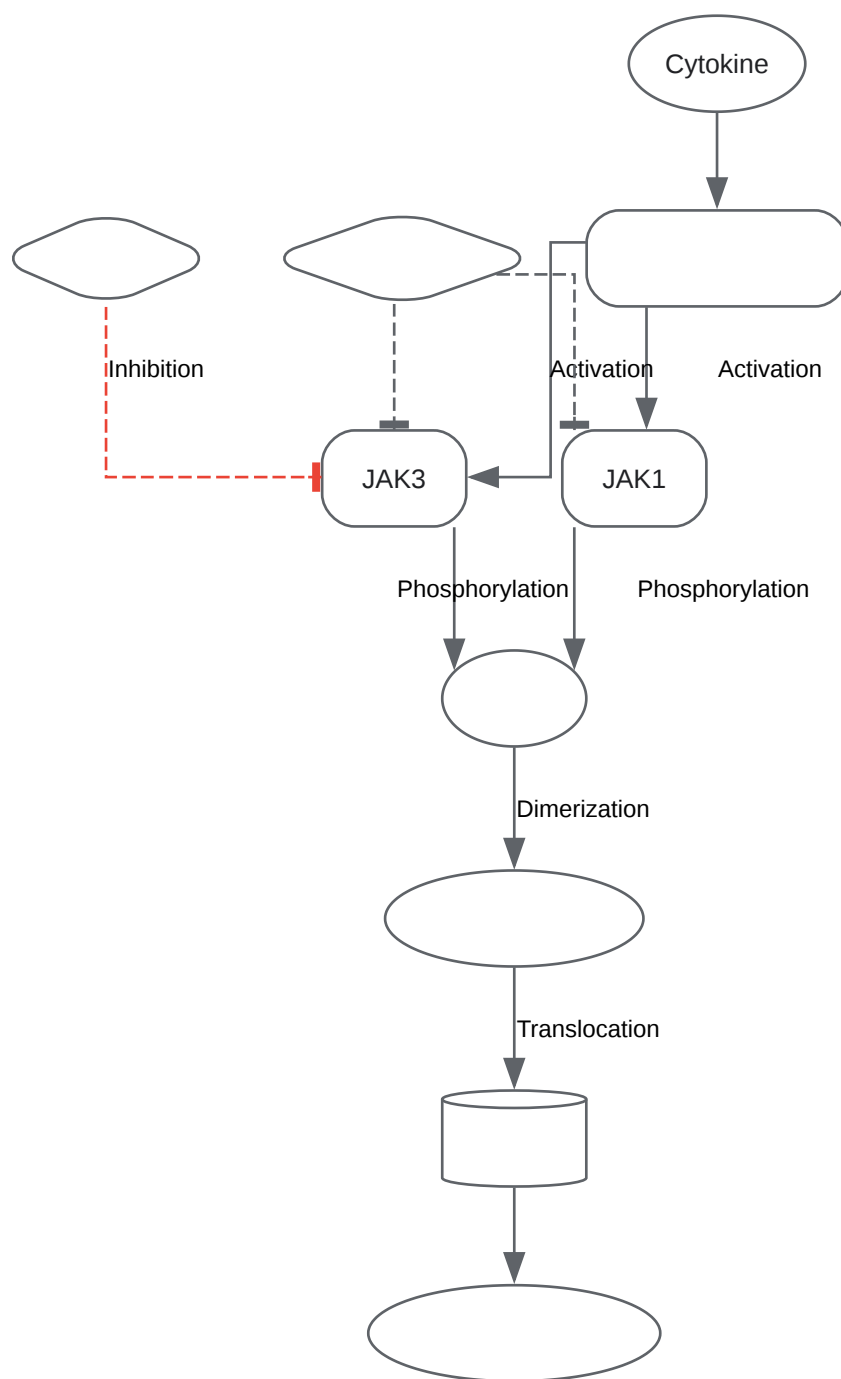 Cytokine
Inhibition
Activation
Activation
JAK3
JAK1
Phosphorylation
Phosphorylation
Dimerization
Translocation